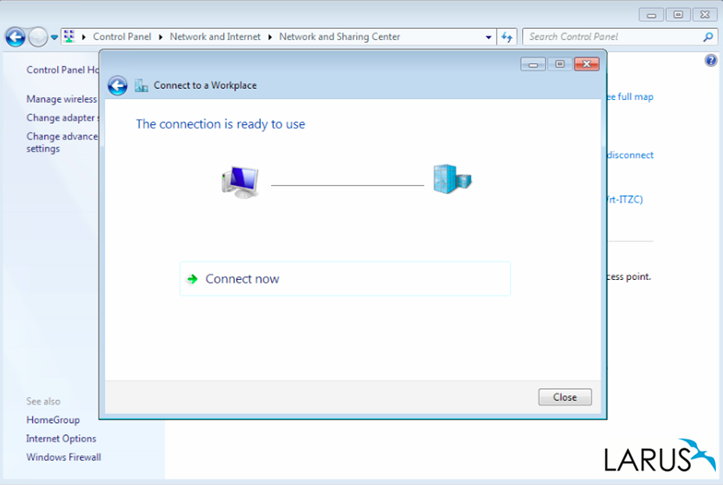 Control Panel
Network and Internet
Network and Sharing Center
Search Control Panel
Control Panel Ho
Manage wireless
Change adapter s
Change advance
settings
See also
HomeGroup
Internet Options
Windows Firewall
Connect to a Workplace
The connection is ready to use
Connect now
Close
ee full map
disconnect
rt-ITZC)
cess point.
LARUS